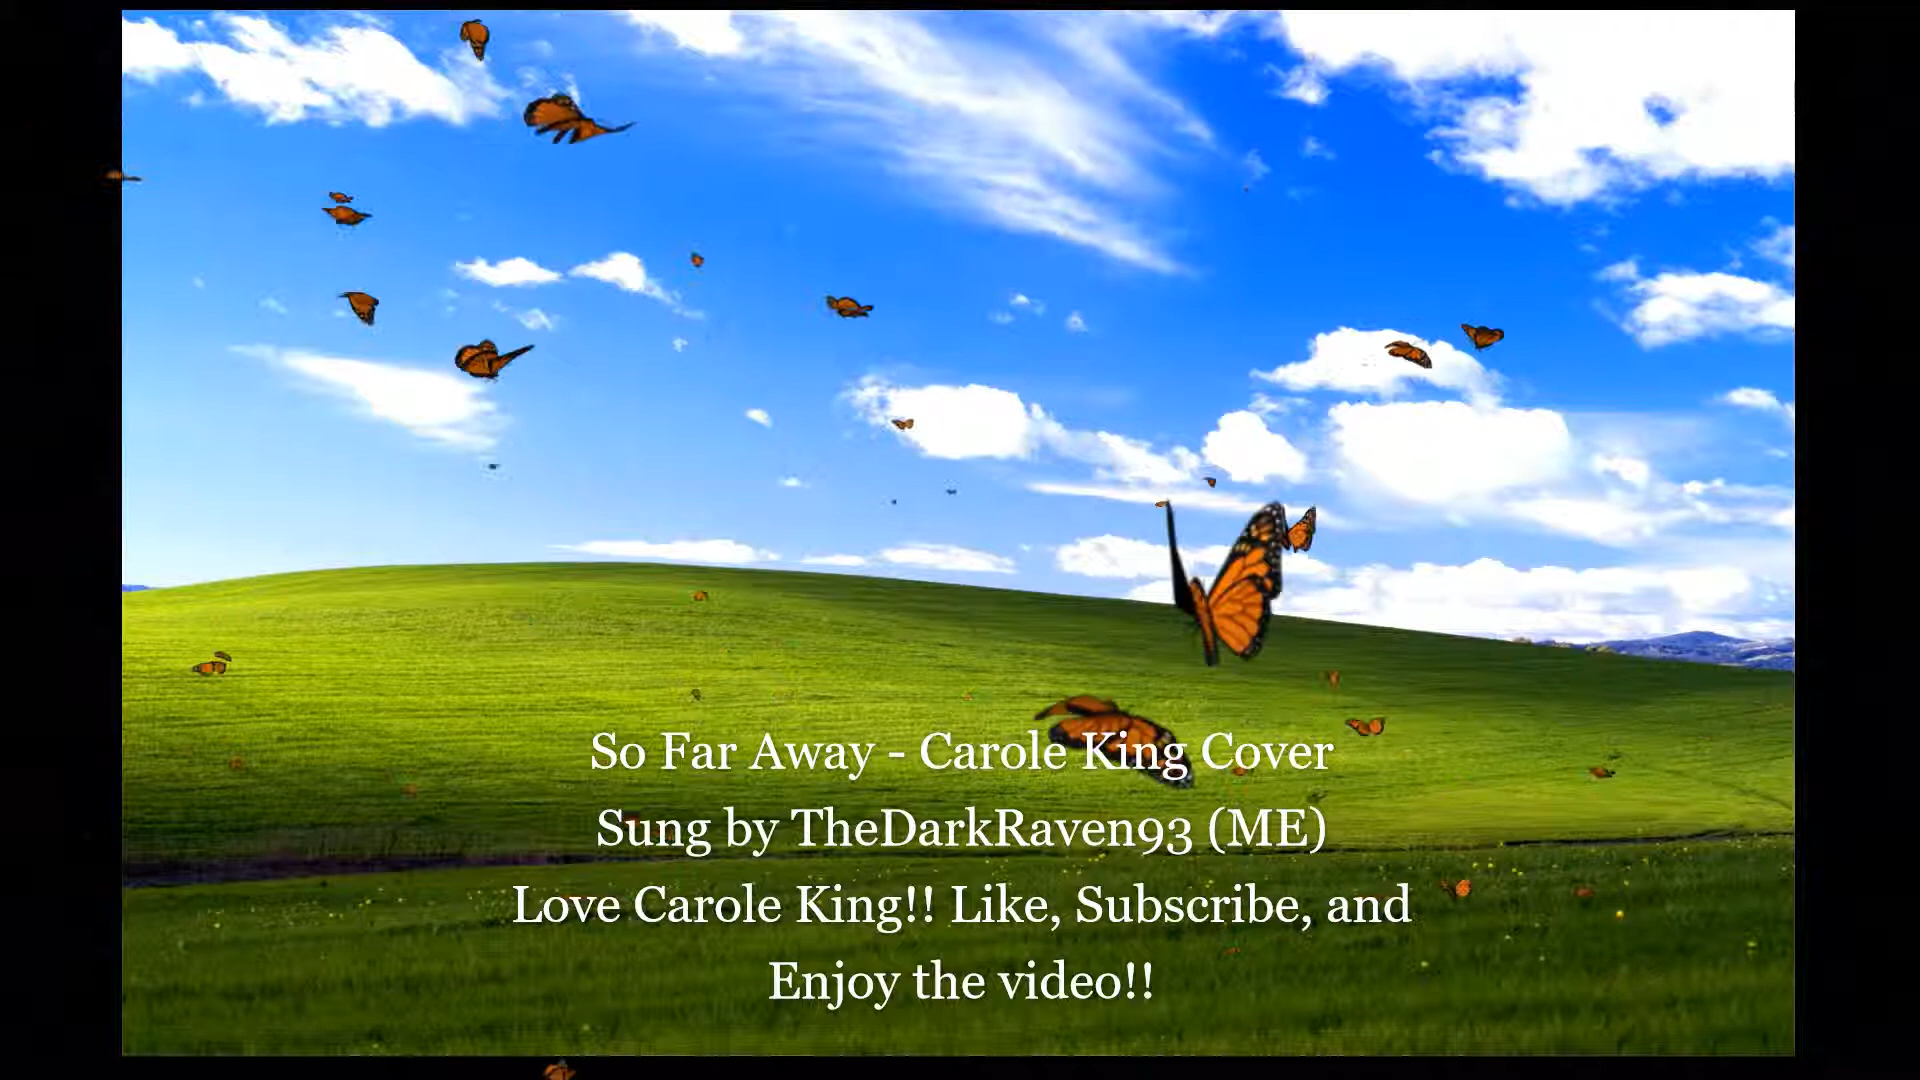 So Far Away - Carole King Cover
Sung by TheDarkRaven93 (ME)
Love Carole King!! Like, Subscribe, and
Enjoy the video!!